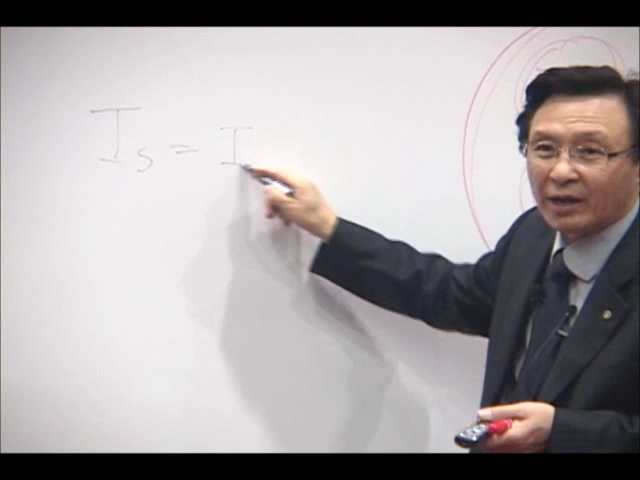 I_S = I